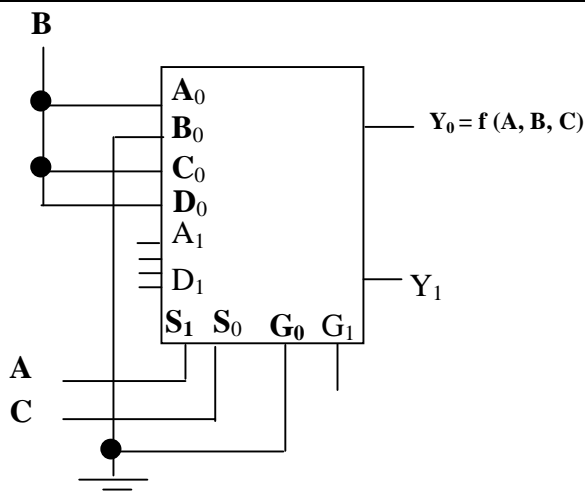 B
A₀
B₀
Y₀ = f (A, B, C)
C₀
D₀
A₁
D₁
Y₁
S₁ S₀ G₀ G₁
A
C